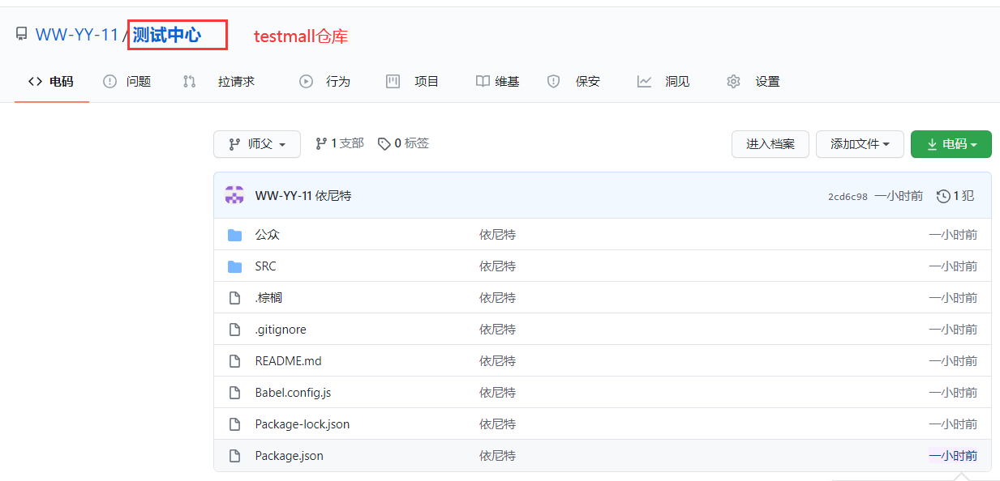 WW-YY-11 / 测试中心 testmall仓库
电码 问题 拉请求 行为 项目 维基 保安 洞见 设置
师父 1 支部 0 标签 进入档案 添加文件 电码
WW-YY-11 依尼特 2cd6c98 一小时前 1 犯
公众 依尼特 一小时前
SRC 依尼特 一小时前
.棕榈 依尼特 一小时前
.gitignore 依尼特 一小时前
README.md 依尼特 一小时前
Babel.config.js 依尼特 一小时前
Package-lock.json 依尼特 一小时前
Package.json 依尼特 一小时前